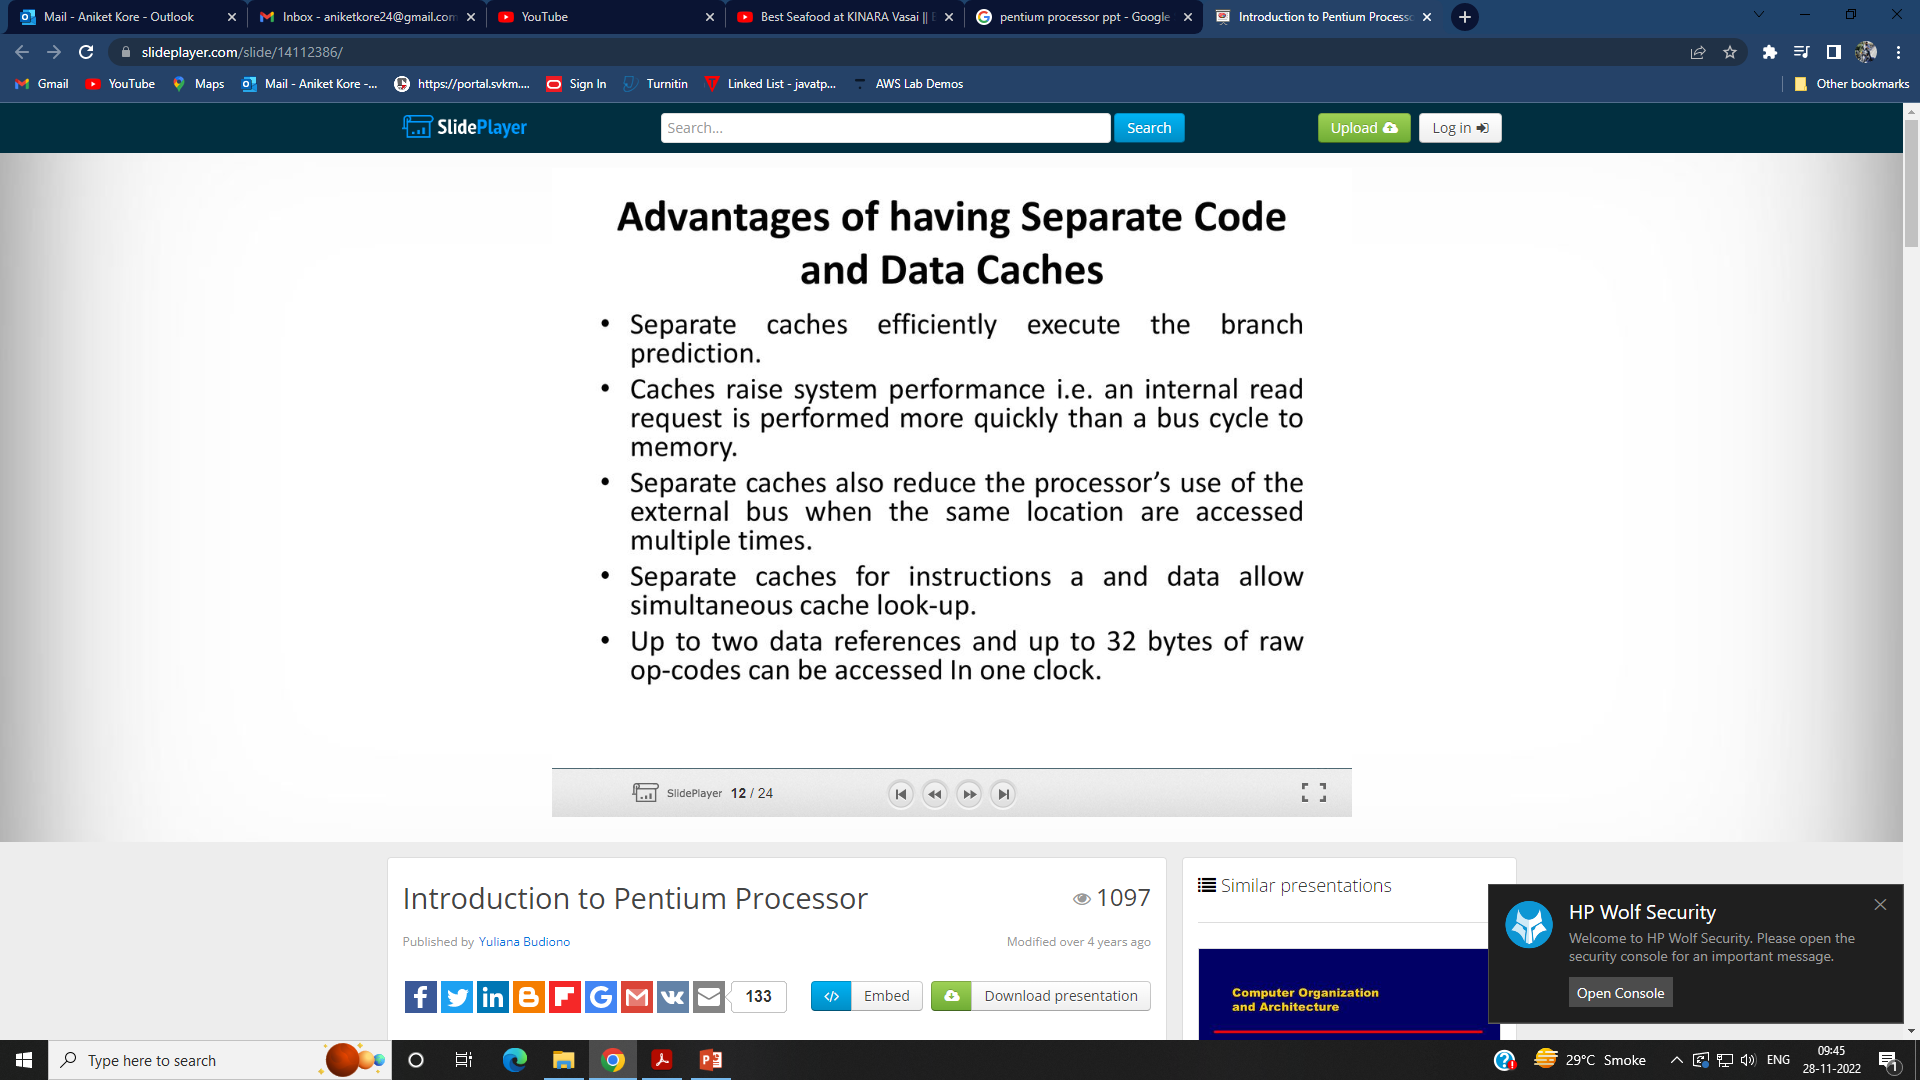 Mail - Aniket Kore - Outlook
Inbox - aniketkore24@gmail.com
YouTube
Best Seafood at KINARA Vasai ||
pentium processor ppt - Google
Introduction to Pentium Process
slideplayer.com/slide/14112386/
Gmail
YouTube
Maps
Mail - Aniket Kore -...
https://portal.svkm....
Sign In
Turnitin
Linked List - javatp...
AWS Lab Demos
Other bookmarks
SlidePlayer
Search...
Search
Upload
Log in
Advantages of having Separate Code
and Data Caches
• Separate caches efficiently execute the branch
prediction.
• Caches raise system performance i.e. an internal read
request is performed more quickly than a bus cycle to
memory.
• Separate caches also reduce the processor’s use of the
external bus when the same location are accessed
multiple times.
• Separate caches for instructions a and data allow
simultaneous cache look-up.
• Up to two data references and up to 32 bytes of raw
op-codes can be accessed In one clock.
SlidePlayer 12 / 24
Introduction to Pentium Processor
1097
Published by Yuliana Budiono
Modified over 4 years ago
133
Embed
Download presentation
Similar presentations
Computer Organization
and Architecture
HP Wolf Security
Welcome to HP Wolf Security. Please open the
security console for an important message.
Open Console
Type here to search
29°C Smoke
ENG
09:45
28-11-2022
1